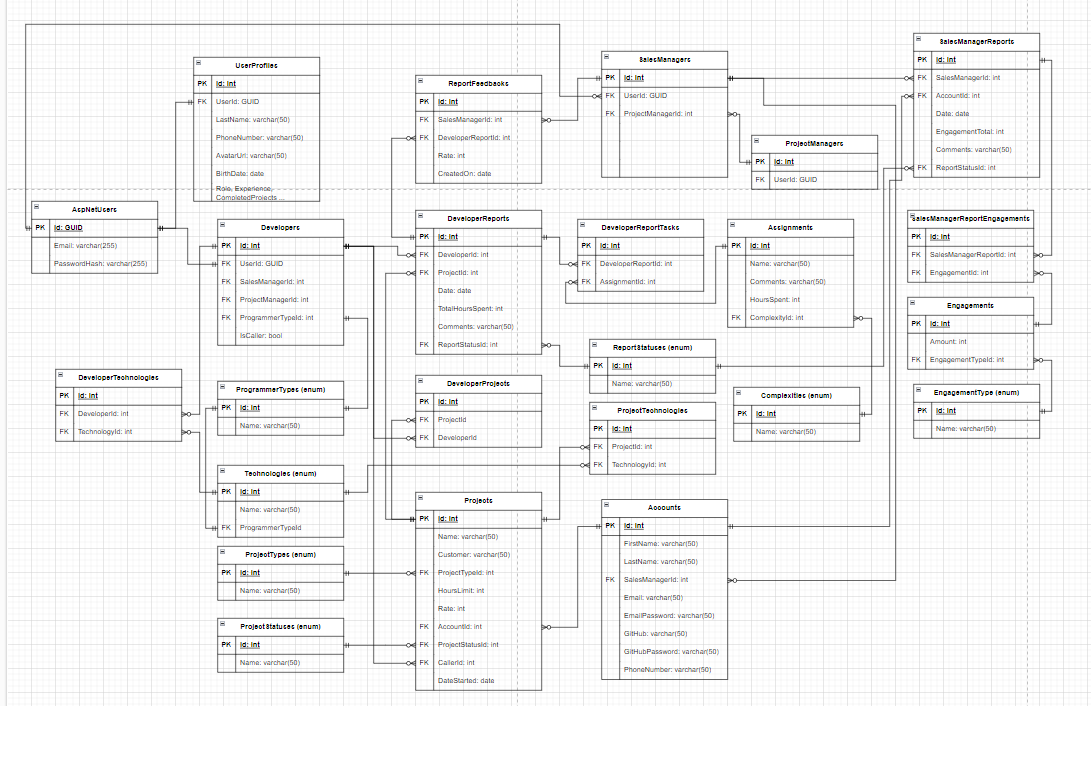 UserProfiles
PK Id: int
FK UserId: GUID
LastName: varchar(50)
PhoneNumber: varchar(50)
AvatarUrl: varchar(50)
BirthDate: date
Role, Experience,
CompletedProjects ...
ReportFeedbacks
PK Id: int
FK SalesManagerId: int
FK DeveloperReportId: int
Rate: int
CreatedOn: date
SalesManagers
PK Id: int
FK UserId: GUID
FK ProjectManagerId: int
ProjectManagers
PK Id: int
FK UserId: GUID
SalesManagerReports
PK Id: int
FK SalesManagerId: int
FK AccountId: int
Date: date
EngagementTotal: int
Comments: varchar(50)
FK ReportStatusId: int
AspNetUsers
PK Id: GUID
Email: varchar(255)
PasswordHash: varchar(255)
Developers
PK Id: int
FK UserId: GUID
FK SalesManagerId: int
FK ProjectManagerId: int
FK ProgrammerTypeId: int
IsCaller: bool
DeveloperReports
PK Id: int
FK DeveloperId: int
FK ProjectId: int
Date: date
TotalHoursSpent: int
Comments: varchar(50)
FK ReportStatusId: int
DeveloperReportTasks
PK Id: int
FK DeveloperReportId: int
FK AssignmentId: int
Assignments
PK Id: int
Name: varchar(50)
Comments: varchar(50)
HoursSpent: int
FK ComplexityId: int
SalesManagerReportEngagements
PK Id: int
FK SalesManagerReportId: int
FK EngagementId: int
Engagements
PK Id: int
Amount: int
FK EngagementTypeId: int
DeveloperTechnologies
PK Id: int
FK DeveloperId: int
FK TechnologyId: int
ProgrammerTypes (enum)
PK Id: int
Name: varchar(50)
DeveloperProjects
PK Id: int
FK ProjectId
FK DeveloperId
ReportStatuses (enum)
PK Id: int
Name: varchar(50)
ProjectTechnologies
PK Id: int
FK ProjectId: int
FK TechnologyId: int
Complexities (enum)
PK Id: int
Name: varchar(50)
EngagementType (enum)
PK Id: int
Name: varchar(50)
Technologies (enum)
PK Id: int
Name: varchar(50)
FK ProgrammerTypeId
ProjectTypes (enum)
PK Id: int
Name: varchar(50)
ProjectStatuses (enum)
PK Id: int
Name: varchar(50)
Projects
PK Id: int
Name: varchar(50)
Customer: varchar(50)
FK ProjectTypeId: int
HoursLimit: int
Rate: int
FK AccountId: int
FK ProjectStatusId: int
FK CallerId: int
DateStarted: date
Accounts
PK Id: int
FirstName: varchar(50)
LastName: varchar(50)
FK SalesManagerId: int
Email: varchar(50)
EmailPassword: varchar(50)
GitHub: varchar(50)
GitHubPassword: varchar(50)
PhoneNumber: varchar(50)